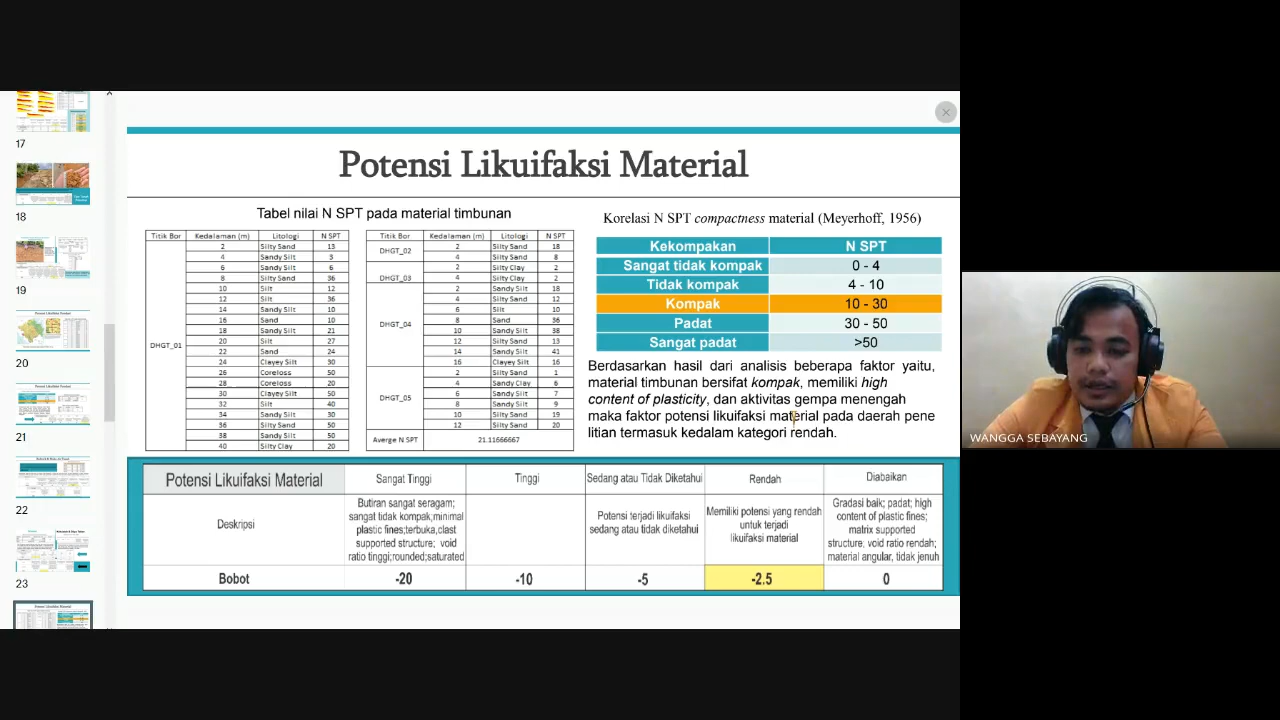 17
18
19
20
21
22
23
Potensi Likuifaksi Material
Tabel nilai N SPT pada material timbunan
Titik Bor Kedalaman (m) Litologi N SPT
DHGT_01
2 Silty Sand 13
4 Sandy Silt 3
6 Sandy Silt 6
8 Silty Sand 36
10 Silt 12
12 Silt 36
14 Sandy Silt 10
16 Sand 10
18 Sandy Silt 21
20 Silt 27
22 Sand 24
24 Clayey Silt 30
26 Coreloss 50
28 Coreloss 20
30 Clayey Silt 50
32 Silt 40
34 Sandy Silt 30
36 Silty Sand 50
38 Sandy Silt 50
40 Silty Clay 20
Titik Bor Kedalaman (m) Litologi N SPT
DHGT_02
2 Silty Sand 18
4 Silty Sand 8
DHGT_03
2 Silty Clay 2
4 Silty Clay 2
DHGT_04
2 Sandy Silt 18
4 Silty Sand 12
6 Silt 10
8 Sand 36
10 Sandy Silt 38
12 Silty Sand 13
14 Sandy Silt 41
16 Clayey Silt 16
DHGT_05
2 Silty Sand 1
4 Sandy Clay 6
6 Sandy Silt 7
8 Sandy Silt 9
10 Silty Sand 19
12 Silty Sand 20
Averge N SPT 21.11666667
Korelasi N SPT compactness material (Meyerhoff, 1956)
Kekompakan N SPT
Sangat tidak kompak 0 - 4
Tidak kompak 4 - 10
Kompak 10 - 30
Padat 30 - 50
Sangat padat >50
Berdasarkan hasil dari analisis beberapa faktor yaitu,
material timbunan bersifat kompak, memiliki high
content of plasticity, dan aktivitas gempa menengah
maka faktor potensi likuifaksi material pada daerah pene
litian termasuk kedalam kategori rendah.
Potensi Likuifaksi Material Sangat Tinggi Tinggi Sedang atau Tidak Diketahui Rendah Diabaikan
Deskripsi
Butiran sangat seragam;
sangat tidak kompak;minimal
plastic fines;terbuka,clast
supported structure; void
ratio tinggi;rounded;saturated
Potensi terjadi likuifaksi
sedang atau tidak diketahui
Memiliki potensi yang rendah
untuk terjadi
likuifaksi material
Gradasi baik; padat; high
content of plastic fines;
matrix supported
structure; void ratio rendah;
material angular, tidak jenuh
Bobot -20 -10 -5 -2.5 0
WANGGA SEBAYANG